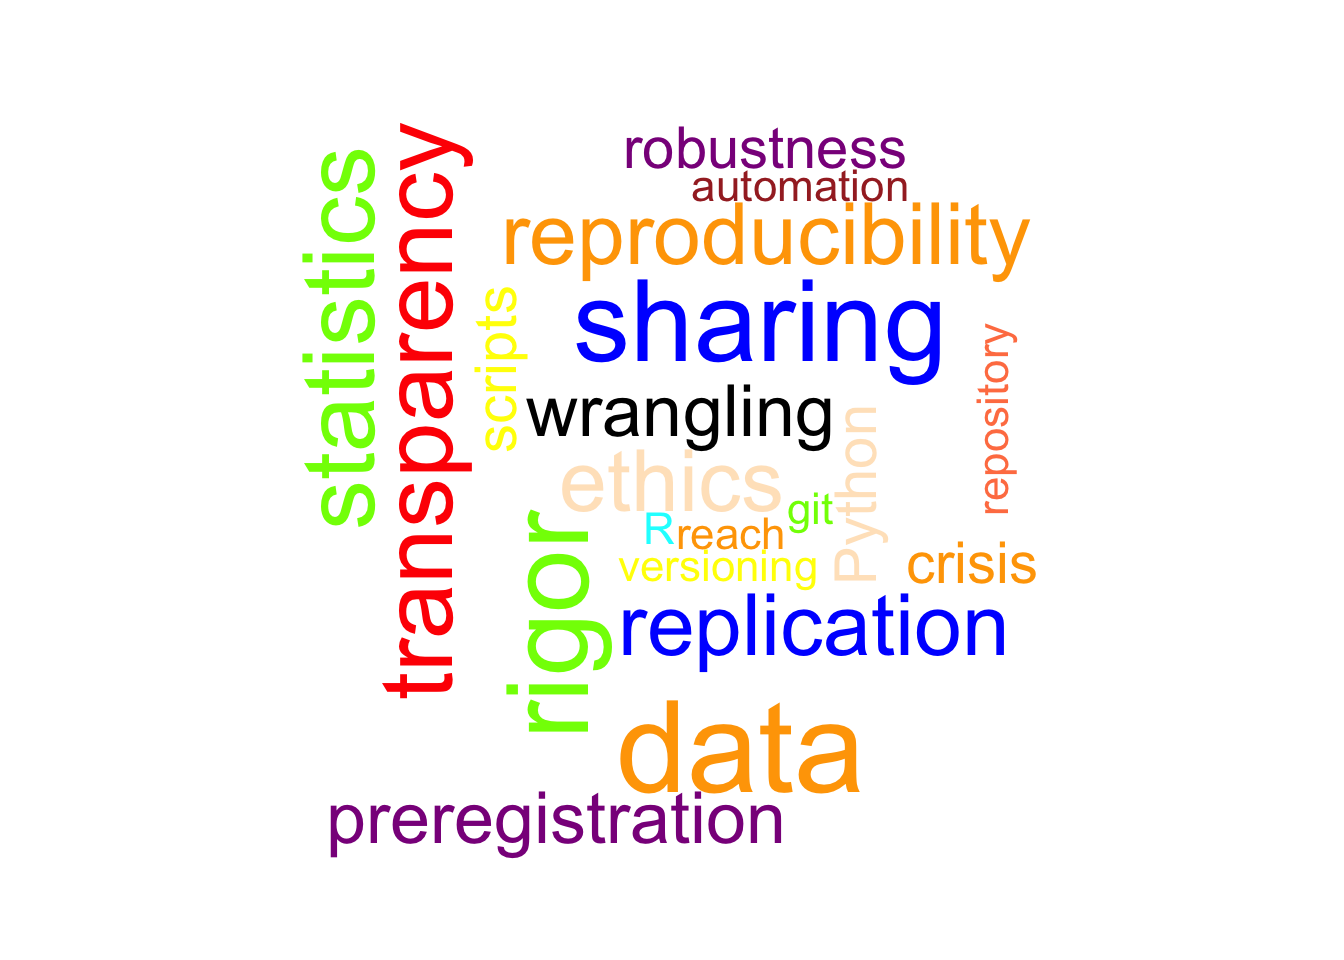 statistics
transparency
robustness
automation
reproducibility
sharing
scripts
wrangling
repository
ethics
Python
git
R
reach
versioning
crisis
rigor
replication
data
preregistration